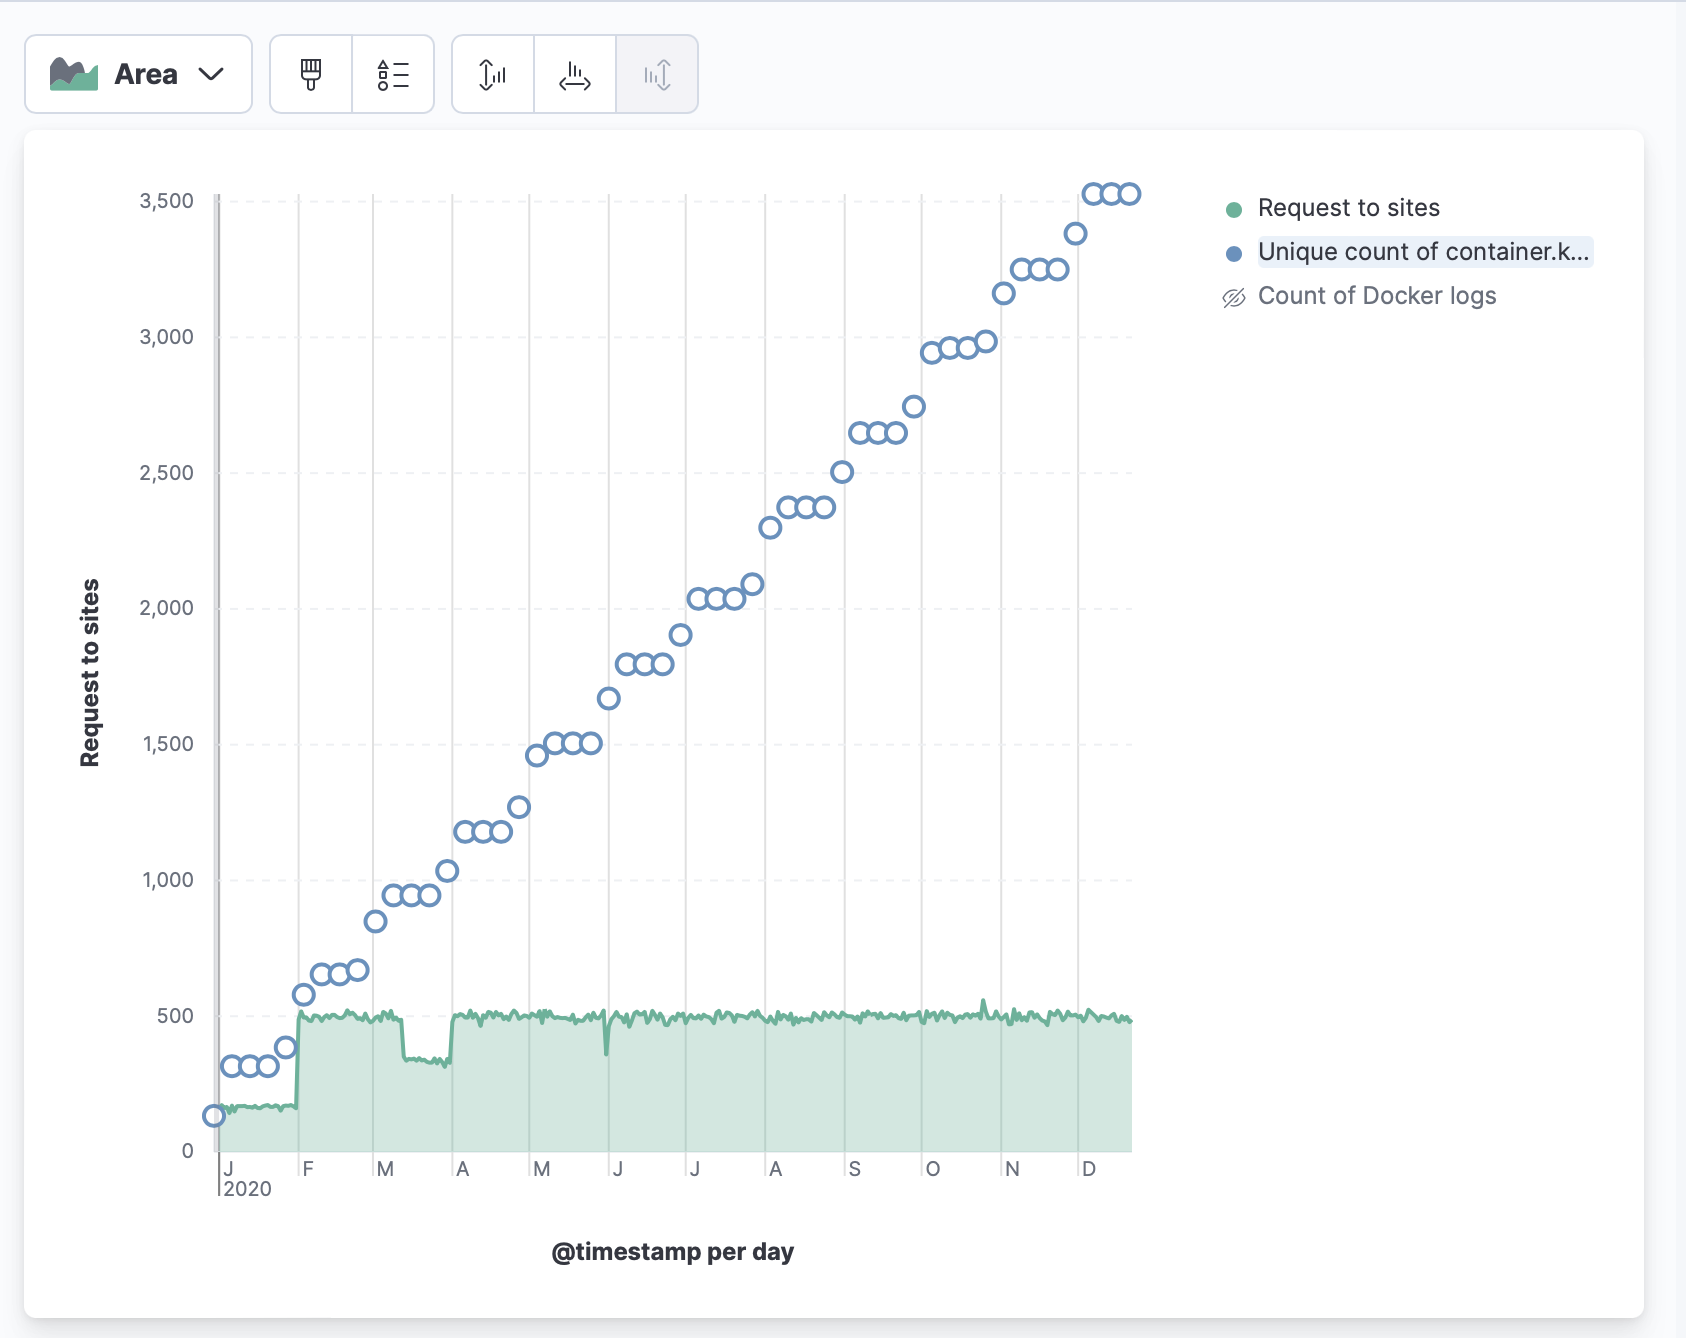 Area
3,500
3,000
2,500
2,000
1,500
1,000
500
0
Request to sites
J F M A M J J A S O N D
2020
@timestamp per day
Request to sites
Unique count of container.k...
Count of Docker logs